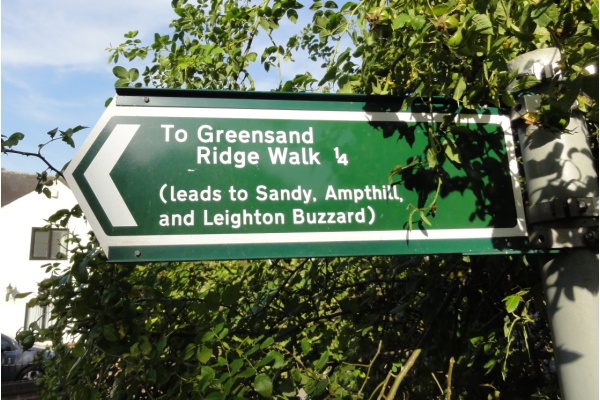 To Greensand
Ridge Walk ¼
(leads to Sandy, Ampthill,
and Leighton Buzzard)